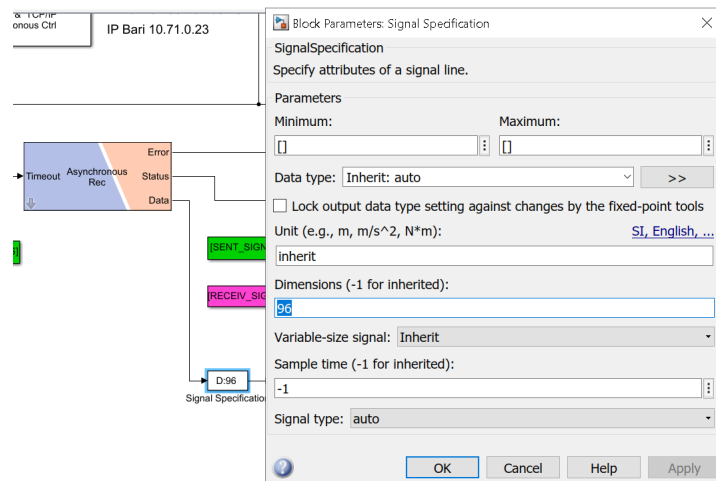 & TCP/IP
onous Ctrl
IP Bari 10.71.0.23
Timeout
Asynchronous
Rec
Error
Status
Data
[SENT_SIGN
[RECEIV_SIG
D:96
Signal Specification
Block Parameters: Signal Specification
SignalSpecification
Specify attributes of a signal line.
Parameters
Minimum:
Maximum:
[]
[]
Data type:
Inherit: auto
>>
Lock output data type setting against changes by the fixed-point tools
Unit (e.g., m, m/s^2, N*m):
SI, English, ...
inherit
Dimensions (-1 for inherited):
96
Variable-size signal:
Inherit
Sample time (-1 for inherited):
-1
Signal type:
auto
OK
Cancel
Help
Apply